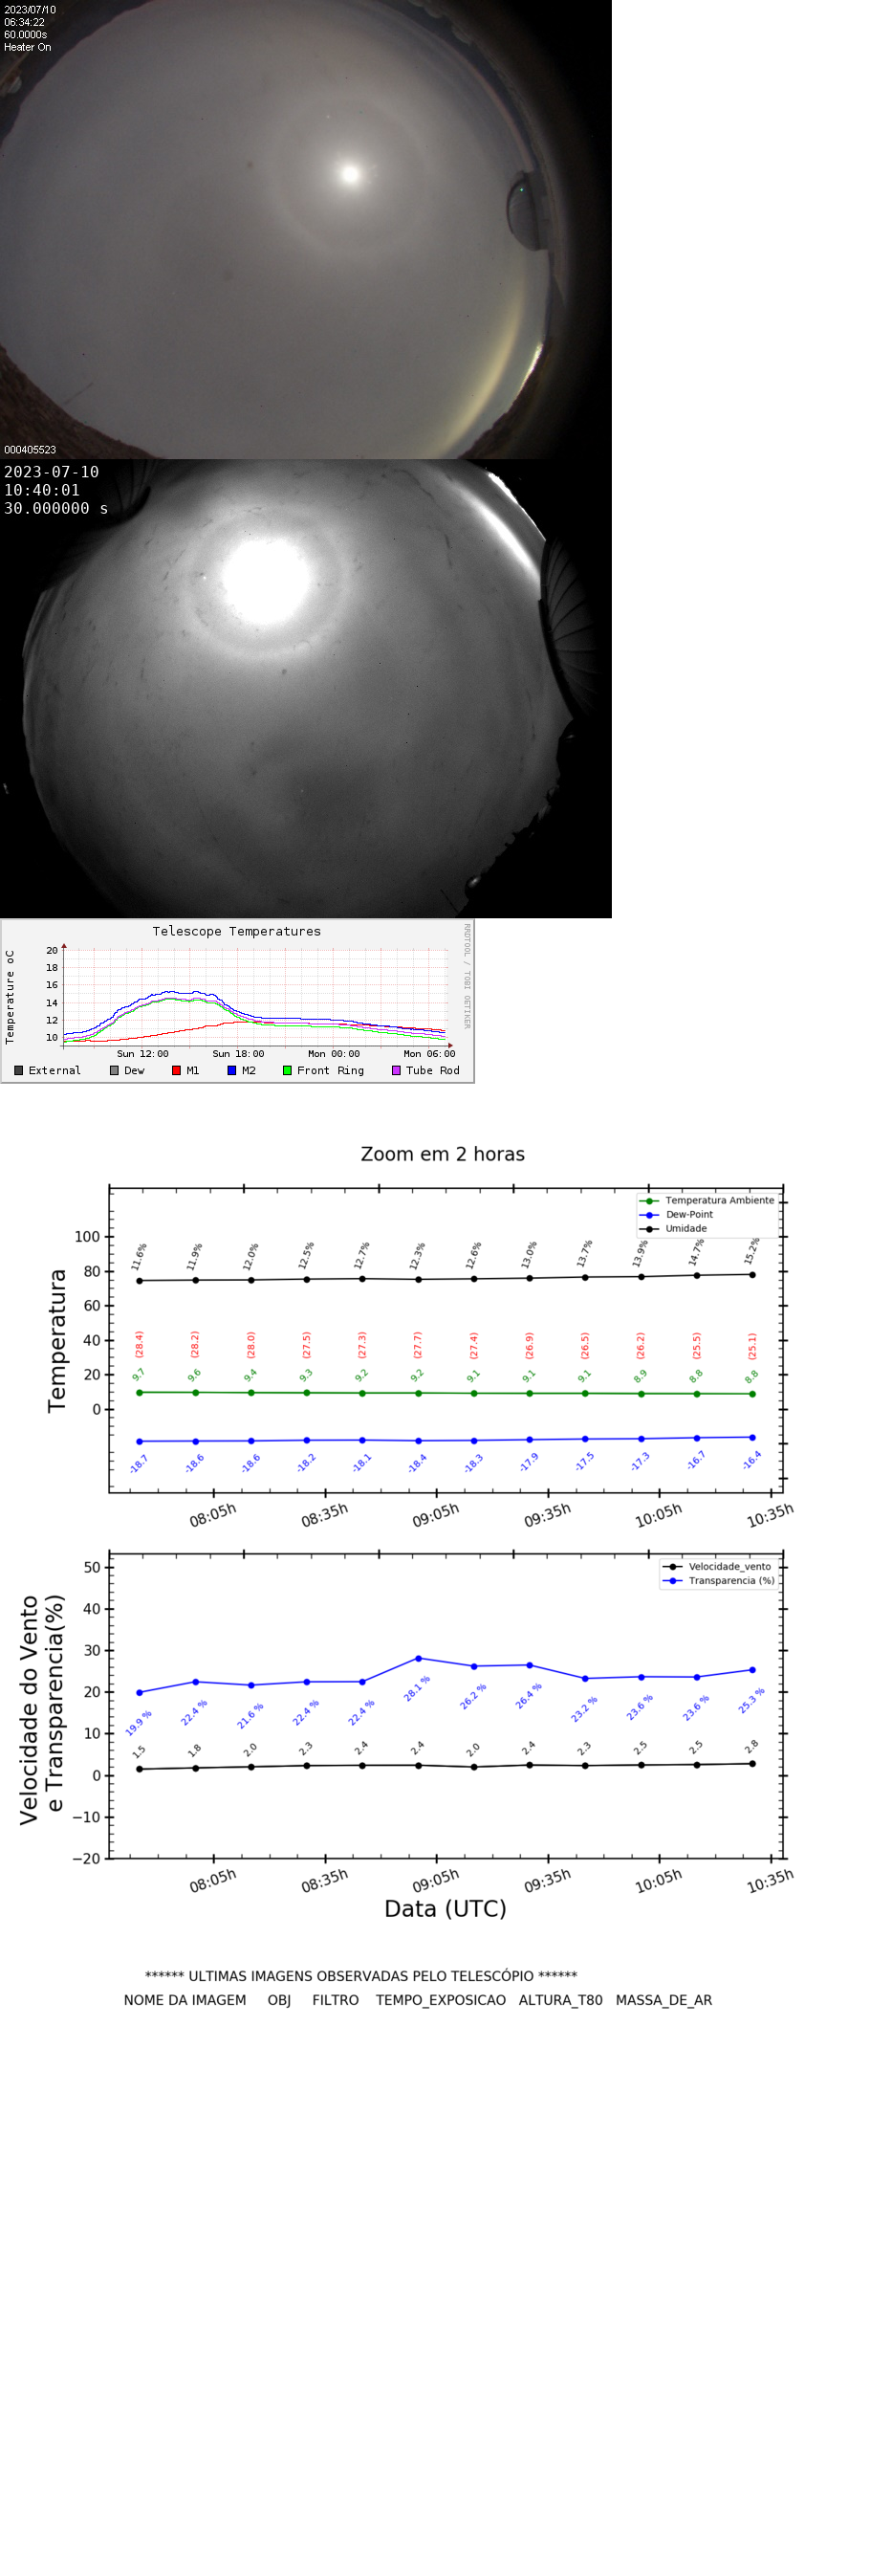 2023/07/10
06:34:22
60.0000s
Heater On
000405523
2023-07-10
10:40:01
30.000000 s
Telescope Temperatures
RRDTOOL / TOBI OETIKER
Temperature oC
20
18
16
14
12
10
Sun 12:00 Sun 18:00 Mon 00:00 Mon 06:00
External Dew M1 M2 Front Ring Tube Rod
Zoom em 2 horas
Temperatura Ambiente
Dew-Point
Umidade
Temperatura
100
80
60
40
20
0
11.6% 11.9% 12.0% 12.5% 12.7% 12.3% 12.6% 13.0% 13.7% 13.9% 14.7% 15.2%
(28.4) (28.2) (28.0) (27.5) (27.3) (27.7) (27.4) (26.9) (26.5) (26.2) (25.5) (25.1)
9.7 9.6 9.4 9.3 9.2 9.2 9.1 9.1 9.1 8.9 8.8 8.8
-18.7 -18.6 -18.6 -18.2 -18.1 -18.4 -18.3 -17.9 -17.5 -17.3 -16.7 -16.4
08:05h 08:35h 09:05h 09:35h 10:05h 10:35h
Velocidade_vento
Transparencia (%)
Velocidade do Vento
e Transparencia(%)
50
40
30
20
10
0
−10
−20
19.9 % 22.4 % 21.6 % 22.4 % 22.4 % 28.1 % 26.2 % 26.4 % 23.2 % 23.6 % 23.6 % 25.3 %
1.5 1.8 2.0 2.3 2.4 2.4 2.0 2.4 2.3 2.5 2.5 2.8
08:05h 08:35h 09:05h 09:35h 10:05h 10:35h
Data (UTC)
****** ULTIMAS IMAGENS OBSERVADAS PELO TELESCÓPIO ******
NOME DA IMAGEM OBJ FILTRO TEMPO_EXPOSICAO ALTURA_T80 MASSA_DE_AR